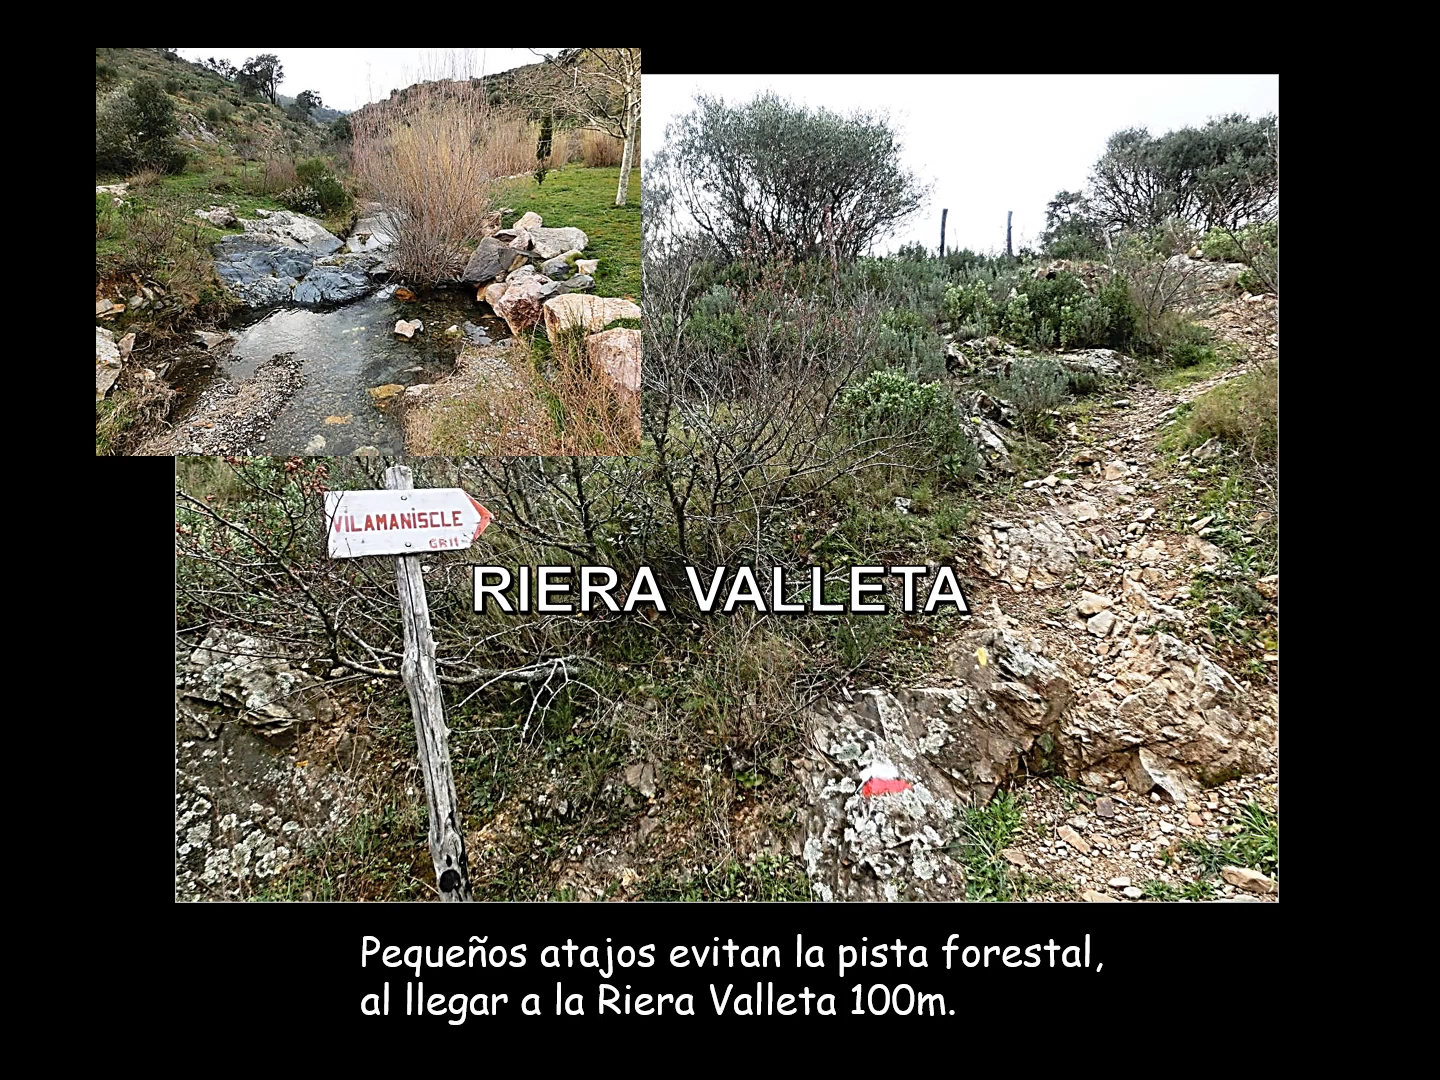 VILAMANISCLE
GR11
RIERA VALLETA
Pequeños atajos evitan la pista forestal,
al llegar a la Riera Valleta 100m.